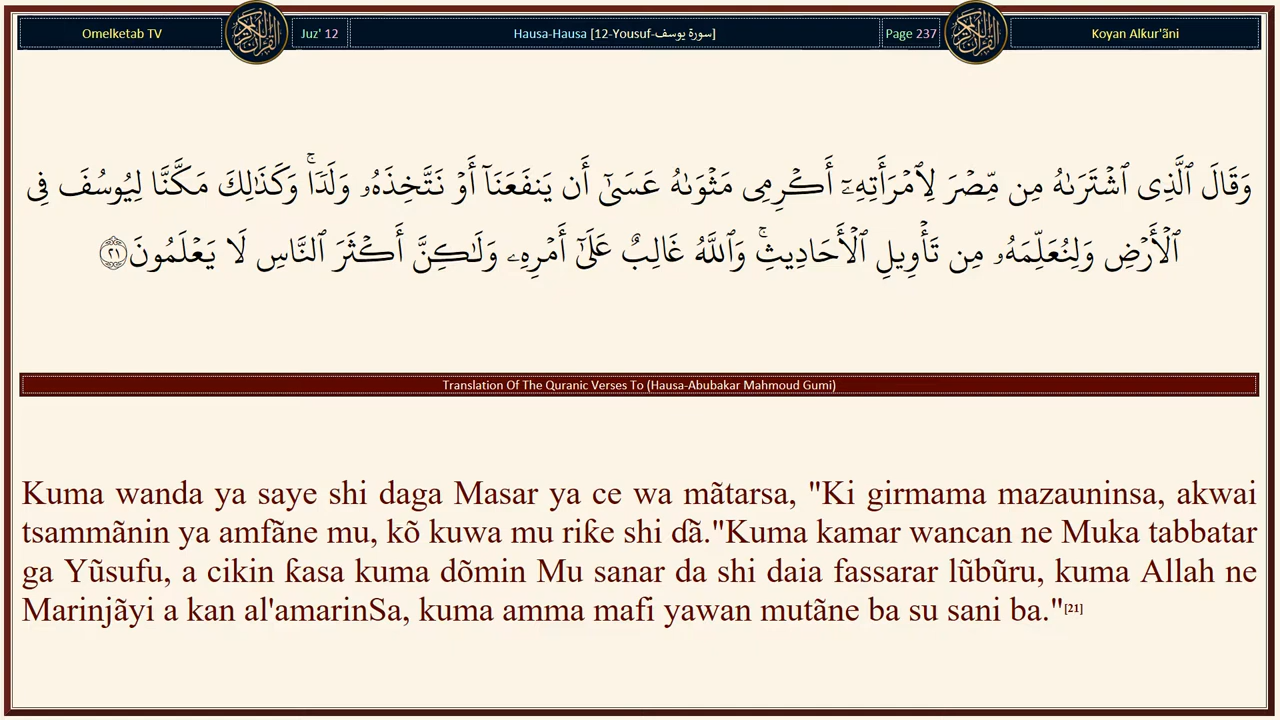 Omelketab TV
Juz' 12
Hausa-Hausa [12-Yousuf-سورة يوسف]
Page 237
Koyan Alƙur'ãni
وَقَالَ ٱلَّذِى ٱشْتَرَىٰهُ مِن مِّصْرَ لِٱمْرَأَتِهِۦٓ أَكْرِمِى مَثْوَىٰهُ عَسَىٰٓ أَن يَنفَعَنَآ أَوْ نَتَّخِذَهُۥ وَلَدًۭا ۚ وَكَذَٰلِكَ مَكَّنَّا لِيُوسُفَ فِى
ٱلْأَرْضِ وَلِنُعَلِّمَهُۥ مِن تَأْوِيلِ ٱلْأَحَادِيثِ ۚ وَٱللَّهُ غَالِبٌ عَلَىٰٓ أَمْرِهِۦ وَلَـٰكِنَّ أَكْثَرَ ٱلنَّاسِ لَا يَعْلَمُونَ ٢١
Translation Of The Quranic Verses To (Hausa-Abubakar Mahmoud Gumi)
Kuma wanda ya saye shi daga Masar ya ce wa mãtarsa, "Ki girmama mazauninsa, akwai
tsammãnin ya amfãne mu, kõ kuwa mu riƙe shi ɗã."Kuma kamar wancan ne Muka tabbatar
ga Yũsufu, a cikin ƙasa kuma dõmin Mu sanar da shi daia fassarar lũbũru, kuma Allah ne
Marinjãyi a kan al'amarinSa, kuma amma mafi yawan mutãne ba su sani ba."[21]